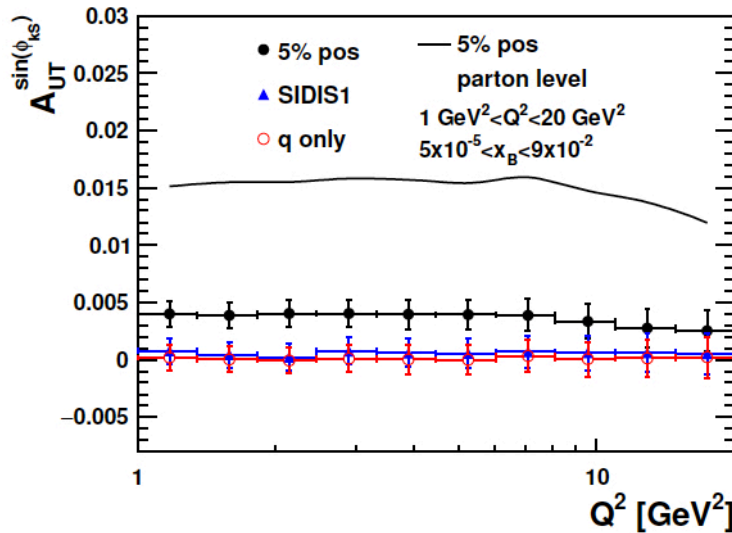 A_UT^sin(ϕ_kS)
0.03
0.025
0.02
0.015
0.01
0.005
0
−0.005
5% pos
SIDIS1
q only
5% pos
parton level
1 GeV²<Q²<20 GeV²
5x10⁻⁵<x_B<9x10⁻²
1
10
Q² [GeV²]